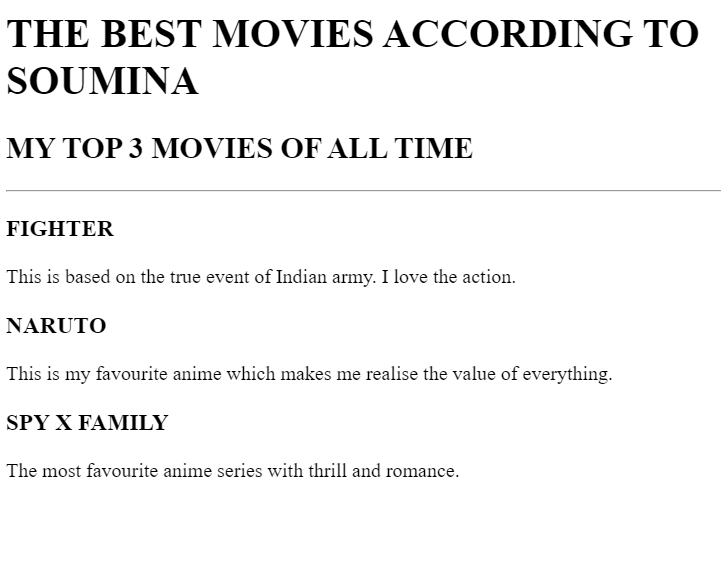 THE BEST MOVIES ACCORDING TO
SOUMINA
MY TOP 3 MOVIES OF ALL TIME
FIGHTER
This is based on the true event of Indian army. I love the action.
NARUTO
This is my favourite anime which makes me realise the value of everything.
SPY X FAMILY
The most favourite anime series with thrill and romance.